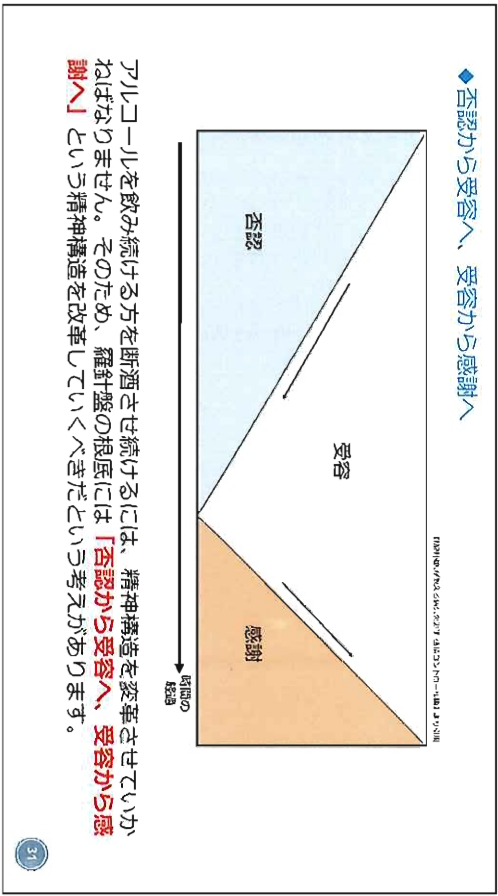 ◆否認から受容へ、受容から感謝へ
否認
受容
感謝
時間の
経過
アルコールを飲み続ける方を断酒させ続けるには、精神構造を変革させていか
ねばなりません。そのため、羅針盤の根底には「否認から受容へ、受容から感
謝へ」という精神構造を改革していくべきだという考えがあります。
31